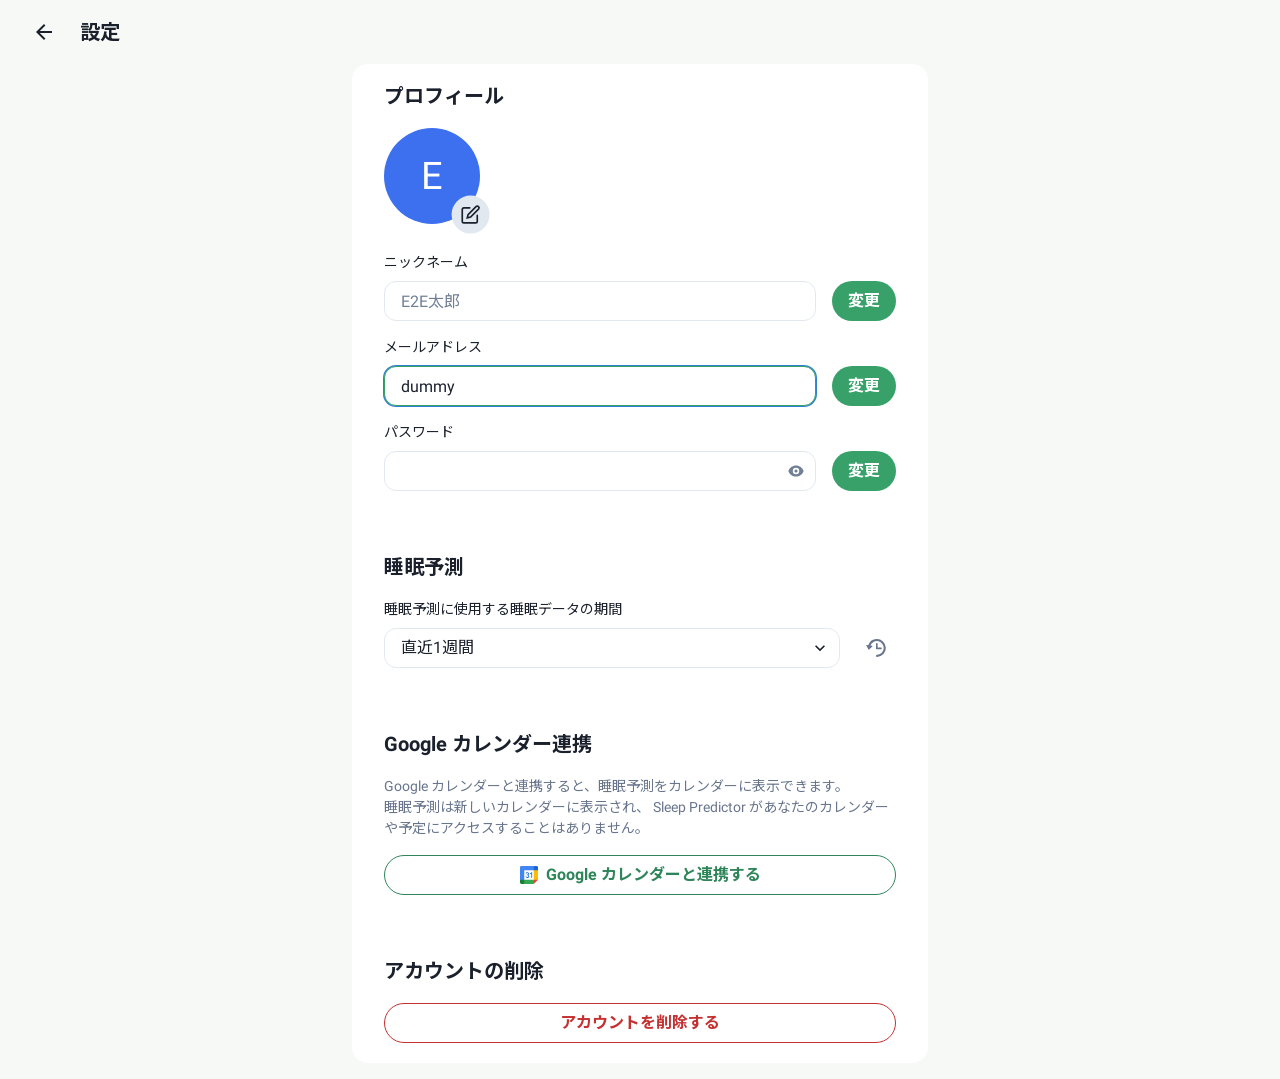 設定
プロフィール
E
ニックネーム
E2E太郎
変更
メールアドレス
dummy
変更
パスワード
変更
睡眠予測
睡眠予測に使用する睡眠データの期間
直近1週間
Google カレンダー連携
Google カレンダーと連携すると、睡眠予測をカレンダーに表示できます。
睡眠予測は新しいカレンダーに表示され、 Sleep Predictor があなたのカレンダー
や予定にアクセスすることはありません。
31 Google カレンダーと連携する
アカウントの削除
アカウントを削除する